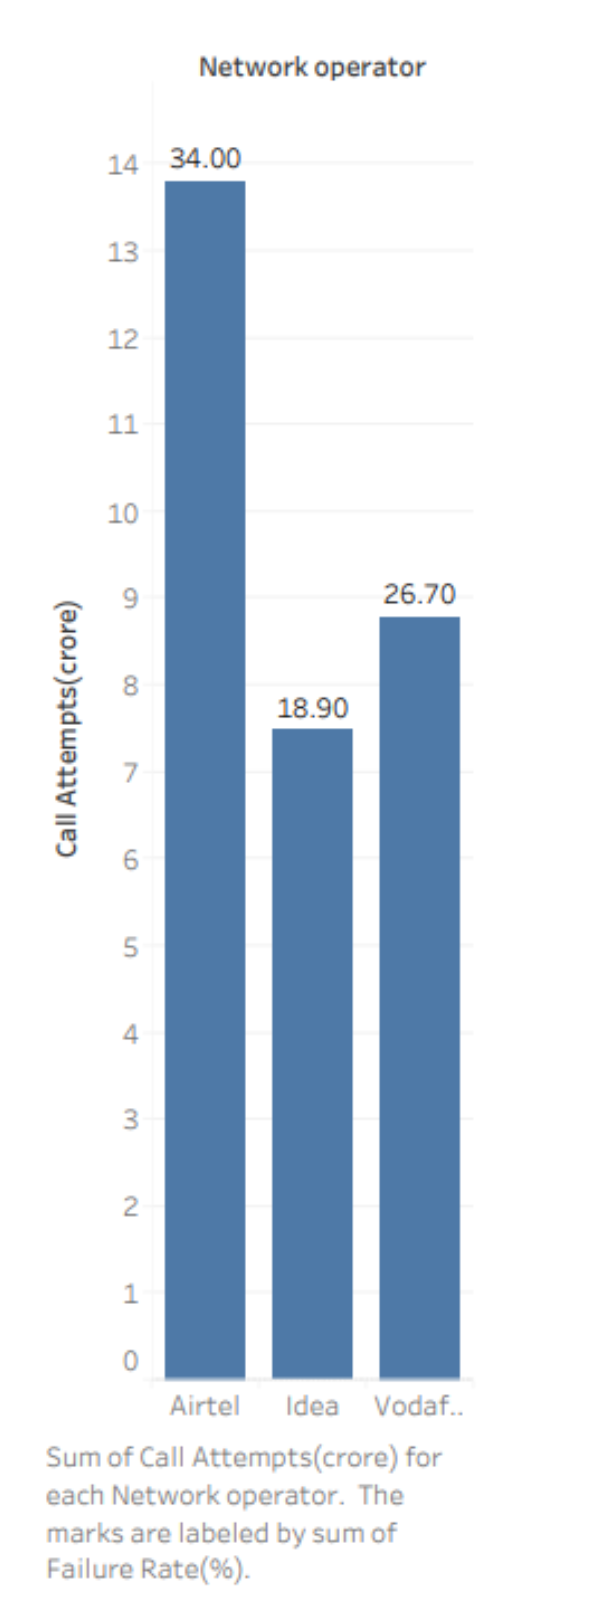 Network operator
14
34.00
13
12
11
10
9
26.70
8
18.90
7
6
5
4
3
2
1
0
Call Attempts(crore)
Airtel Idea Vodaf..
Sum of Call Attempts(crore) for
each Network operator. The
marks are labeled by sum of
Failure Rate(%).